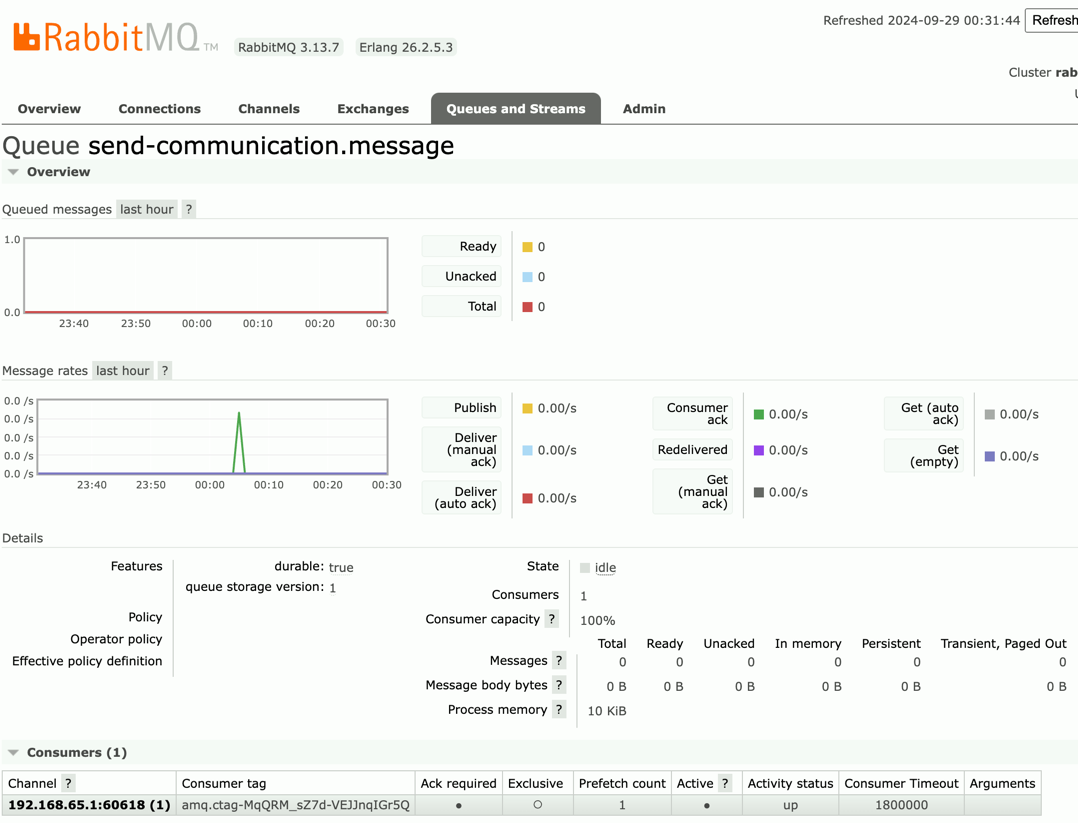 RabbitMQ TM
RabbitMQ 3.13.7
Erlang 26.2.5.3
Refreshed 2024-09-29 00:31:44
Refresh
Cluster rab
Overview Connections Channels Exchanges Queues and Streams Admin
Queue send-communication.message
Overview
Queued messages last hour ?
1.0
0.0
23:40 23:50 00:00 00:10 00:20 00:30
Ready 0
Unacked 0
Total 0
Message rates last hour ?
0.0 /s
0.0 /s
0.0 /s
0.0 /s
0.0 /s
23:40 23:50 00:00 00:10 00:20 00:30
Publish 0.00/s
Deliver
(manual 0.00/s
ack)
Deliver
(auto ack) 0.00/s
Consumer
ack 0.00/s
Redelivered 0.00/s
Get
(manual 0.00/s
ack)
Get (auto
ack) 0.00/s
Get
(empty) 0.00/s
Details
Features durable: true
queue storage version: 1
Policy
Operator policy
Effective policy definition
State idle
Consumers 1
Consumer capacity ? 100%
Total Ready Unacked In memory Persistent Transient, Paged Out
Messages ? 0 0 0 0 0 0
Message body bytes ? 0 B 0 B 0 B 0 B 0 B 0 B
Process memory ? 10 KiB
Consumers (1)
Channel ? Consumer tag Ack required Exclusive Prefetch count Active ? Activity status Consumer Timeout Arguments
192.168.65.1:60618 (1) amq.ctag-MqQRM_sZ7d-VEJJnqIGr5Q ● ○ 1 ● up 1800000